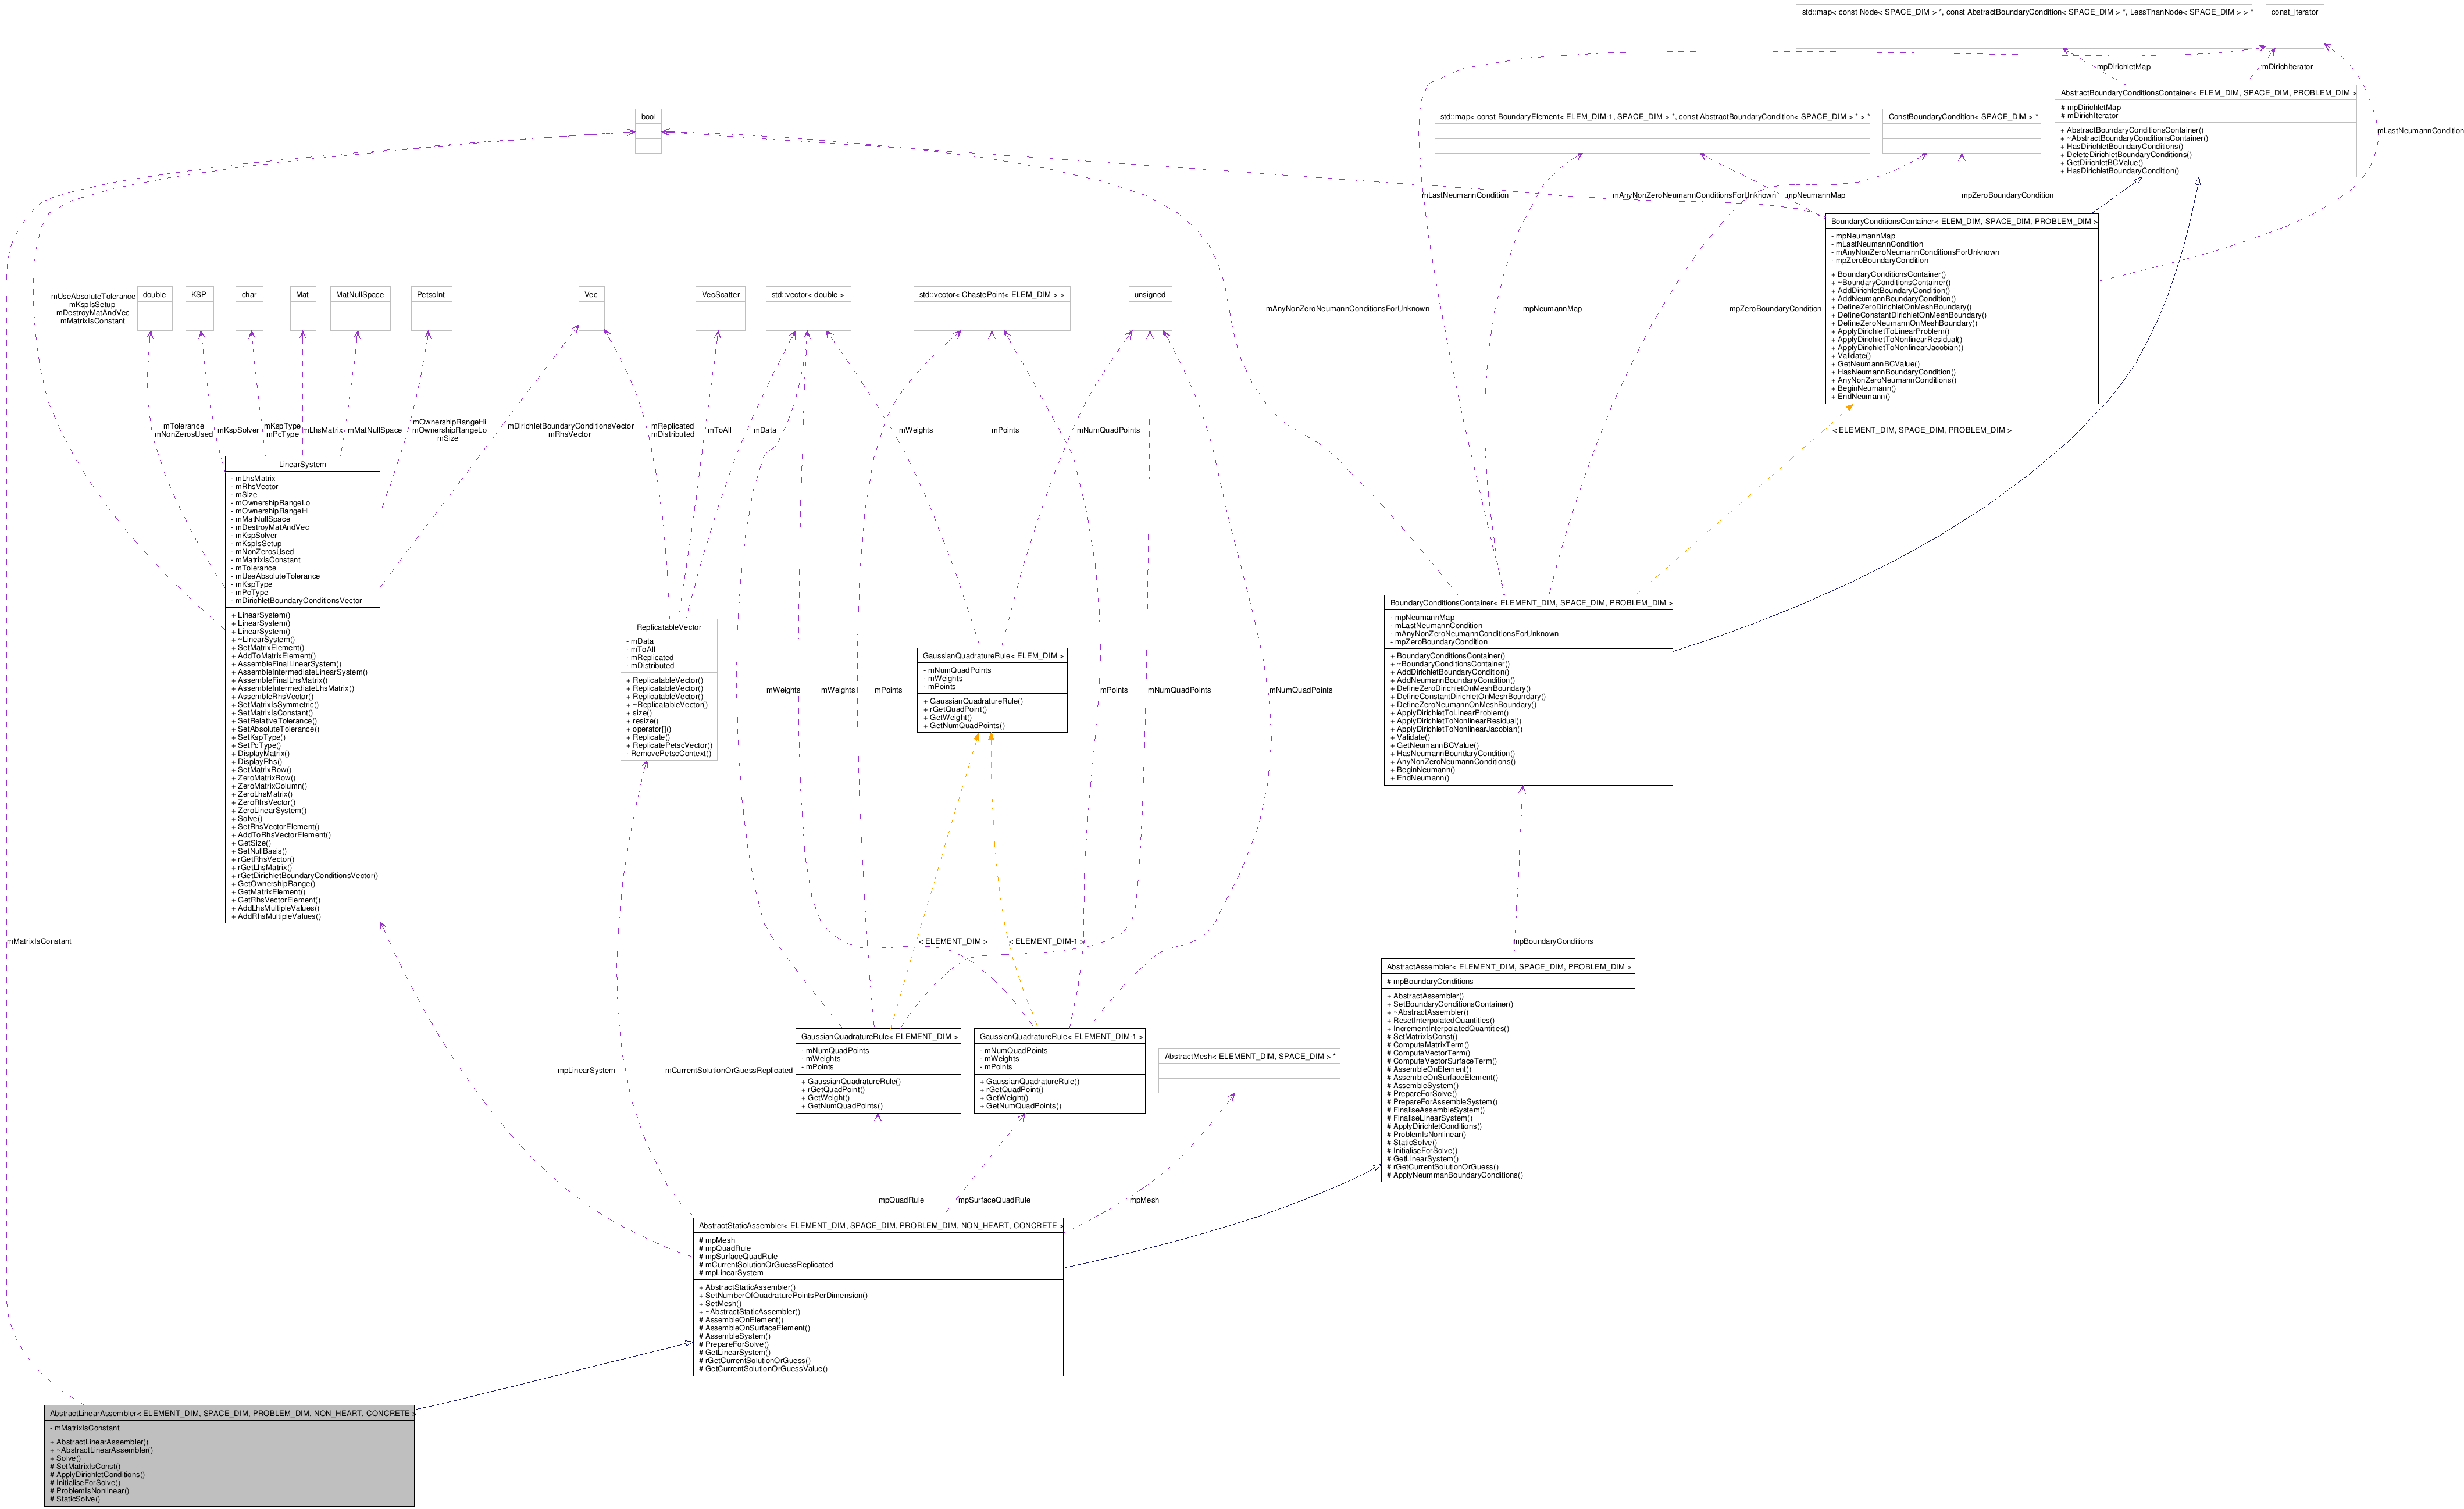 std::map< const Node< SPACE_DIM > *, const AbstractBoundaryCondition< SPACE_DIM > *, LessThanNode< SPACE_DIM > > *
const_iterator
mpDirichletMap
mDirichIterator
AbstractBoundaryConditionsContainer< ELEM_DIM, SPACE_DIM, PROBLEM_DIM >
# mpDirichletMap
# mDirichIterator
+ AbstractBoundaryConditionsContainer()
+ ~AbstractBoundaryConditionsContainer()
+ HasDirichletBoundaryConditions()
+ DeleteDirichletBoundaryConditions()
+ GetDirichletBCValue()
+ HasDirichletBoundaryCondition()
bool
std::map< const BoundaryElement< ELEM_DIM-1, SPACE_DIM > *, const AbstractBoundaryCondition< SPACE_DIM > * > *
ConstBoundaryCondition< SPACE_DIM > *
mLastNeumannCondition
mLastNeumannCondition
mAnyNonZeroNeumannConditionsForUnknown
mpNeumannMap
mpZeroBoundaryCondition
BoundaryConditionsContainer< ELEM_DIM, SPACE_DIM, PROBLEM_DIM >
- mpNeumannMap
- mLastNeumannCondition
- mAnyNonZeroNeumannConditionsForUnknown
- mpZeroBoundaryCondition
+ BoundaryConditionsContainer()
+ ~BoundaryConditionsContainer()
+ AddDirichletBoundaryCondition()
+ AddNeumannBoundaryCondition()
+ DefineZeroDirichletOnMeshBoundary()
+ DefineConstantDirichletOnMeshBoundary()
+ DefineZeroNeumannOnMeshBoundary()
+ ApplyDirichletToLinearProblem()
+ ApplyDirichletToNonlinearResidual()
+ ApplyDirichletToNonlinearJacobian()
+ Validate()
+ GetNeumannBCValue()
+ HasNeumannBoundaryCondition()
+ AnyNonZeroNeumannConditions()
+ BeginNeumann()
+ EndNeumann()
mUseAbsoluteTolerance
mKspIsSetup
mDestroyMatAndVec
mMatrixIsConstant
double
KSP
char
Mat
MatNullSpace
PetscInt
Vec
VecScatter
std::vector< double >
std::vector< ChastePoint< ELEM_DIM > >
unsigned
mAnyNonZeroNeumannConditionsForUnknown
mpNeumannMap
mpZeroBoundaryCondition
mTolerance
mNonZerosUsed
mKspSolver
mKspType
mPcType
mLhsMatrix
mMatNullSpace
mOwnershipRangeHi
mOwnershipRangeLo
mSize
mDirichletBoundaryConditionsVector
mRhsVector
mReplicated
mDistributed
mToAll
mData
mWeights
mPoints
mNumQuadPoints
< ELEMENT_DIM, SPACE_DIM, PROBLEM_DIM >
LinearSystem
- mLhsMatrix
- mRhsVector
- mSize
- mOwnershipRangeLo
- mOwnershipRangeHi
- mMatNullSpace
- mDestroyMatAndVec
- mKspSolver
- mKspIsSetup
- mNonZerosUsed
- mMatrixIsConstant
- mTolerance
- mUseAbsoluteTolerance
- mKspType
- mPcType
- mDirichletBoundaryConditionsVector
+ LinearSystem()
+ LinearSystem()
+ LinearSystem()
+ ~LinearSystem()
+ SetMatrixElement()
+ AddToMatrixElement()
+ AssembleFinalLinearSystem()
+ AssembleIntermediateLinearSystem()
+ AssembleFinalLhsMatrix()
+ AssembleIntermediateLhsMatrix()
+ AssembleRhsVector()
+ SetMatrixIsSymmetric()
+ SetMatrixIsConstant()
+ SetRelativeTolerance()
+ SetAbsoluteTolerance()
+ SetKspType()
+ SetPcType()
+ DisplayMatrix()
+ DisplayRhs()
+ SetMatrixRow()
+ ZeroMatrixRow()
+ ZeroMatrixColumn()
+ ZeroLhsMatrix()
+ ZeroRhsVector()
+ ZeroLinearSystem()
+ Solve()
+ SetRhsVectorElement()
+ AddToRhsVectorElement()
+ GetSize()
+ SetNullBasis()
+ rGetRhsVector()
+ rGetLhsMatrix()
+ rGetDirichletBoundaryConditionsVector()
+ GetOwnershipRange()
+ GetMatrixElement()
+ GetRhsVectorElement()
+ AddLhsMultipleValues()
+ AddRhsMultipleValues()
ReplicatableVector
- mData
- mToAll
- mReplicated
- mDistributed
+ ReplicatableVector()
+ ReplicatableVector()
+ ReplicatableVector()
+ ~ReplicatableVector()
+ size()
+ resize()
+ operator[]()
+ Replicate()
+ ReplicatePetscVector()
- RemovePetscContext()
mWeights
mWeights
mPoints
GaussianQuadratureRule< ELEM_DIM >
- mNumQuadPoints
- mWeights
- mPoints
+ GaussianQuadratureRule()
+ rGetQuadPoint()
+ GetWeight()
+ GetNumQuadPoints()
mPoints
mNumQuadPoints
mNumQuadPoints
BoundaryConditionsContainer< ELEMENT_DIM, SPACE_DIM, PROBLEM_DIM >
- mpNeumannMap
- mLastNeumannCondition
- mAnyNonZeroNeumannConditionsForUnknown
- mpZeroBoundaryCondition
+ BoundaryConditionsContainer()
+ ~BoundaryConditionsContainer()
+ AddDirichletBoundaryCondition()
+ AddNeumannBoundaryCondition()
+ DefineZeroDirichletOnMeshBoundary()
+ DefineConstantDirichletOnMeshBoundary()
+ DefineZeroNeumannOnMeshBoundary()
+ ApplyDirichletToLinearProblem()
+ ApplyDirichletToNonlinearResidual()
+ ApplyDirichletToNonlinearJacobian()
+ Validate()
+ GetNeumannBCValue()
+ HasNeumannBoundaryCondition()
+ AnyNonZeroNeumannConditions()
+ BeginNeumann()
+ EndNeumann()
mMatrixIsConstant
< ELEMENT_DIM >
< ELEMENT_DIM-1 >
mpBoundaryConditions
AbstractAssembler< ELEMENT_DIM, SPACE_DIM, PROBLEM_DIM >
# mpBoundaryConditions
+ AbstractAssembler()
+ SetBoundaryConditionsContainer()
+ ~AbstractAssembler()
+ ResetInterpolatedQuantities()
+ IncrementInterpolatedQuantities()
# SetMatrixIsConst()
# ComputeMatrixTerm()
# ComputeVectorTerm()
# ComputeVectorSurfaceTerm()
# AssembleOnElement()
# AssembleOnSurfaceElement()
# AssembleSystem()
# PrepareForSolve()
# PrepareForAssembleSystem()
# FinaliseAssembleSystem()
# FinaliseLinearSystem()
# ApplyDirichletConditions()
# ProblemIsNonlinear()
# StaticSolve()
# InitialiseForSolve()
# GetLinearSystem()
# rGetCurrentSolutionOrGuess()
# ApplyNeummanBoundaryConditions()
mpLinearSystem
mCurrentSolutionOrGuessReplicated
GaussianQuadratureRule< ELEMENT_DIM >
- mNumQuadPoints
- mWeights
- mPoints
+ GaussianQuadratureRule()
+ rGetQuadPoint()
+ GetWeight()
+ GetNumQuadPoints()
GaussianQuadratureRule< ELEMENT_DIM-1 >
- mNumQuadPoints
- mWeights
- mPoints
+ GaussianQuadratureRule()
+ rGetQuadPoint()
+ GetWeight()
+ GetNumQuadPoints()
AbstractMesh< ELEMENT_DIM, SPACE_DIM > *
mpQuadRule
mpSurfaceQuadRule
mpMesh
AbstractStaticAssembler< ELEMENT_DIM, SPACE_DIM, PROBLEM_DIM, NON_HEART, CONCRETE >
# mpMesh
# mpQuadRule
# mpSurfaceQuadRule
# mCurrentSolutionOrGuessReplicated
# mpLinearSystem
+ AbstractStaticAssembler()
+ SetNumberOfQuadraturePointsPerDimension()
+ SetMesh()
+ ~AbstractStaticAssembler()
# AssembleOnElement()
# AssembleOnSurfaceElement()
# AssembleSystem()
# PrepareForSolve()
# GetLinearSystem()
# rGetCurrentSolutionOrGuess()
# GetCurrentSolutionOrGuessValue()
AbstractLinearAssembler< ELEMENT_DIM, SPACE_DIM, PROBLEM_DIM, NON_HEART, CONCRETE >
- mMatrixIsConstant
+ AbstractLinearAssembler()
+ ~AbstractLinearAssembler()
+ Solve()
# SetMatrixIsConst()
# ApplyDirichletConditions()
# InitialiseForSolve()
# ProblemIsNonlinear()
# StaticSolve()